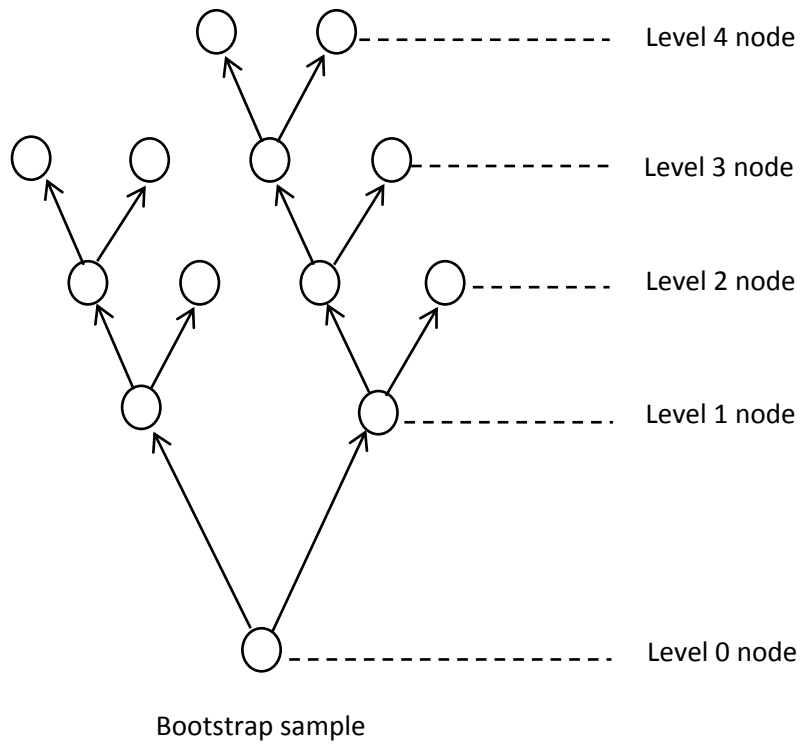 Level 4 node
Level 3 node
Level 2 node
Level 1 node
Level 0 node
Bootstrap sample